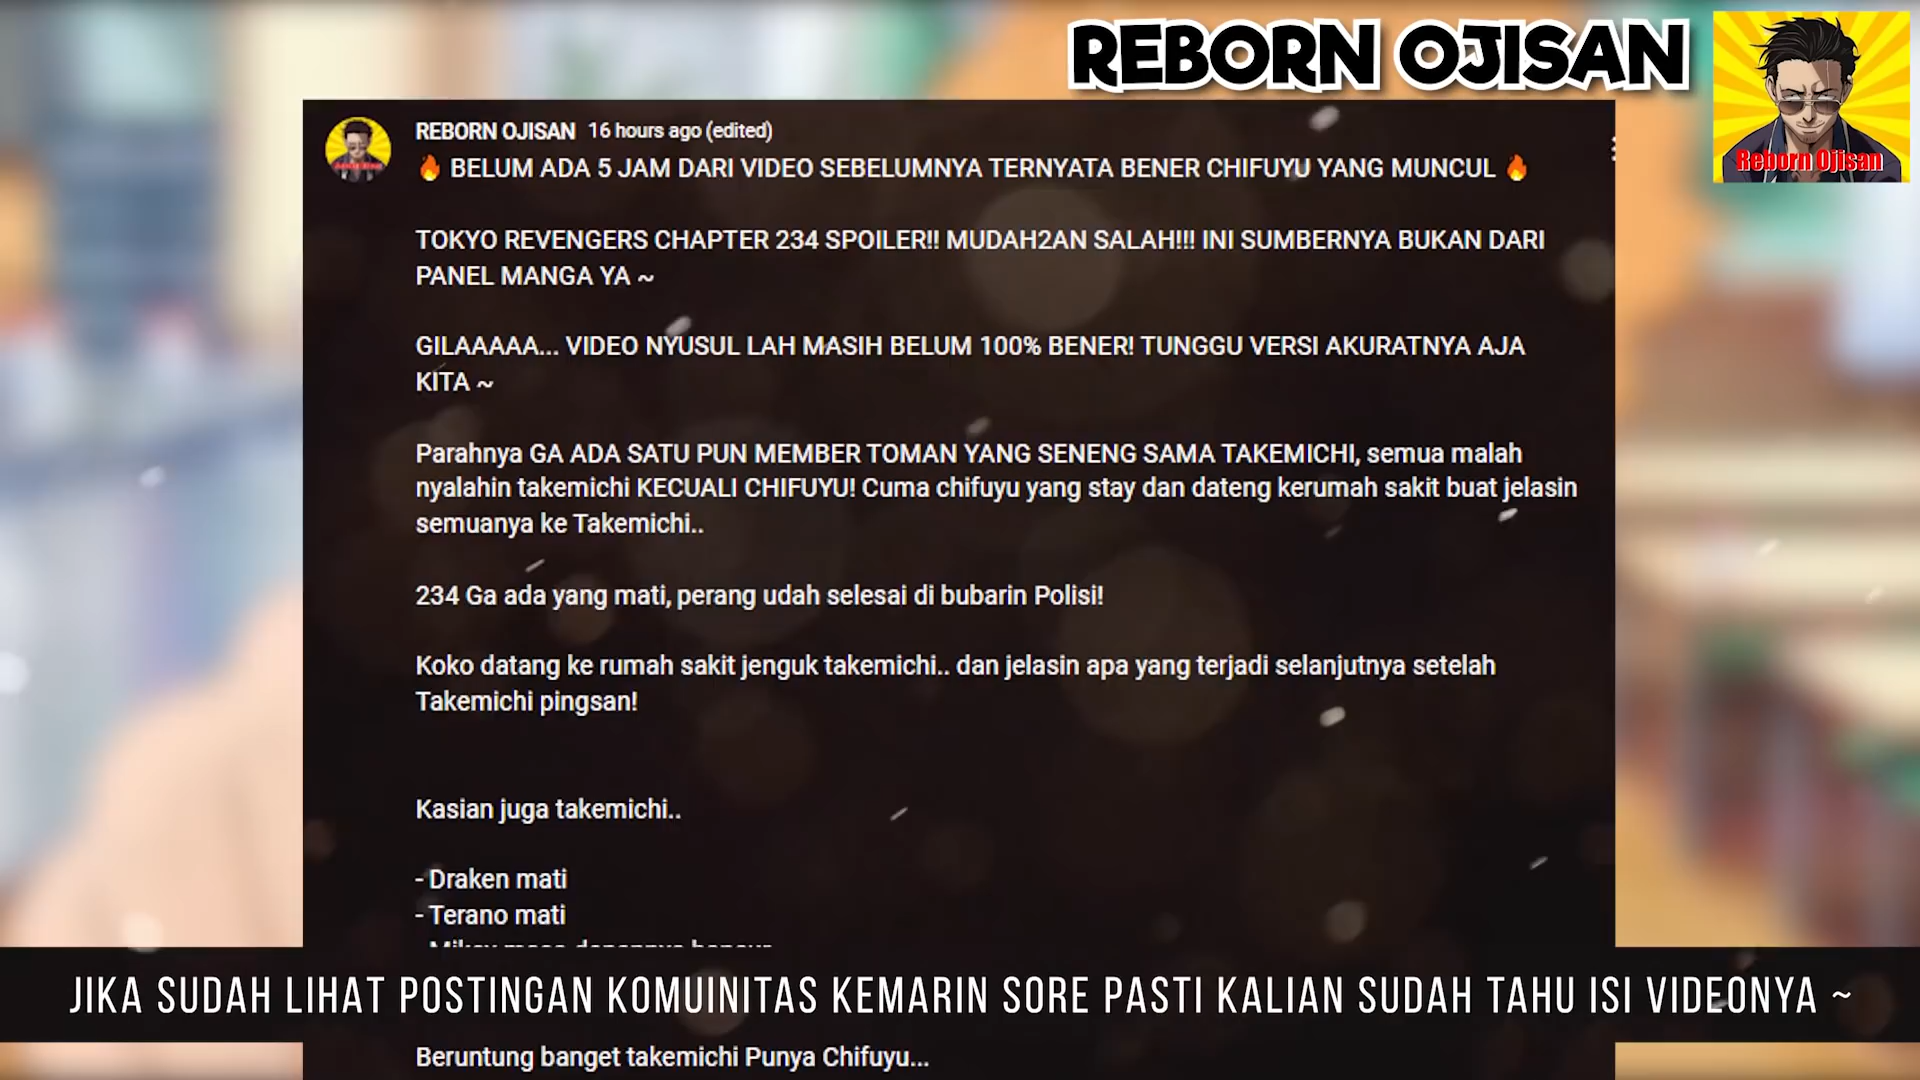 REBORN OJISAN
Reborn Ojisan
REBORN OJISAN 16 hours ago (edited)
🔥 BELUM ADA 5 JAM DARI VIDEO SEBELUMNYA TERNYATA BENER CHIFUYU YANG MUNCUL 🔥
TOKYO REVENGERS CHAPTER 234 SPOILER!! MUDAH2AN SALAH!!! INI SUMBERNYA BUKAN DARI
PANEL MANGA YA ~
GILAAAAA... VIDEO NYUSUL LAH MASIH BELUM 100% BENER! TUNGGU VERSI AKURATNYA AJA
KITA ~
Parahnya GA ADA SATU PUN MEMBER TOMAN YANG SENENG SAMA TAKEMICHI, semua malah
nyalahin takemichi KECUALI CHIFUYU! Cuma chifuyu yang stay dan dateng kerumah sakit buat jelasin
semuanya ke Takemichi..
234 Ga ada yang mati, perang udah selesai di bubarin Polisi!
Koko datang ke rumah sakit jenguk takemichi.. dan jelasin apa yang terjadi selanjutnya setelah
Takemichi pingsan!
Kasian juga takemichi..
- Draken mati
- Terano mati
JIKA SUDAH LIHAT POSTINGAN KOMUINITAS KEMARIN SORE PASTI KALIAN SUDAH TAHU ISI VIDEONYA ~
Beruntung banget takemichi Punya Chifuyu...